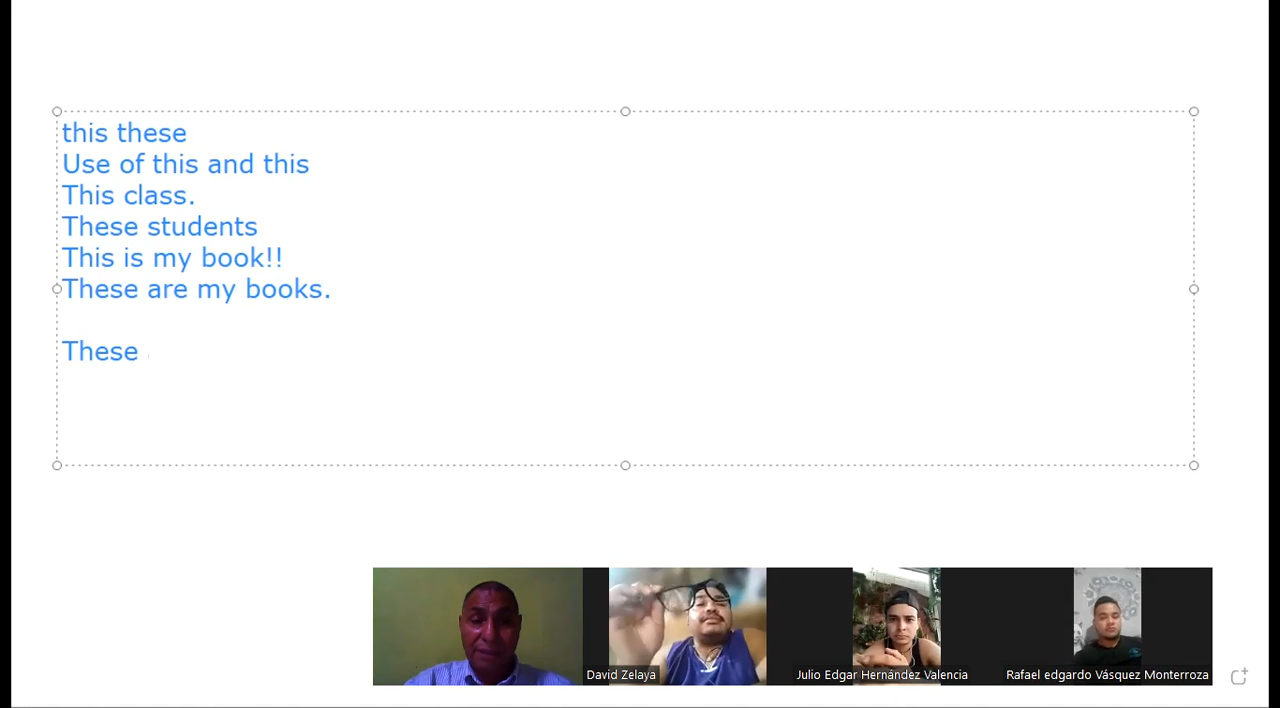 this these
Use of this and this
This class.
These students
This is my book!!
These are my books.
These
David Zelaya
Julio Edgar Hernández Valencia
Rafael edgardo Vásquez Monterroza